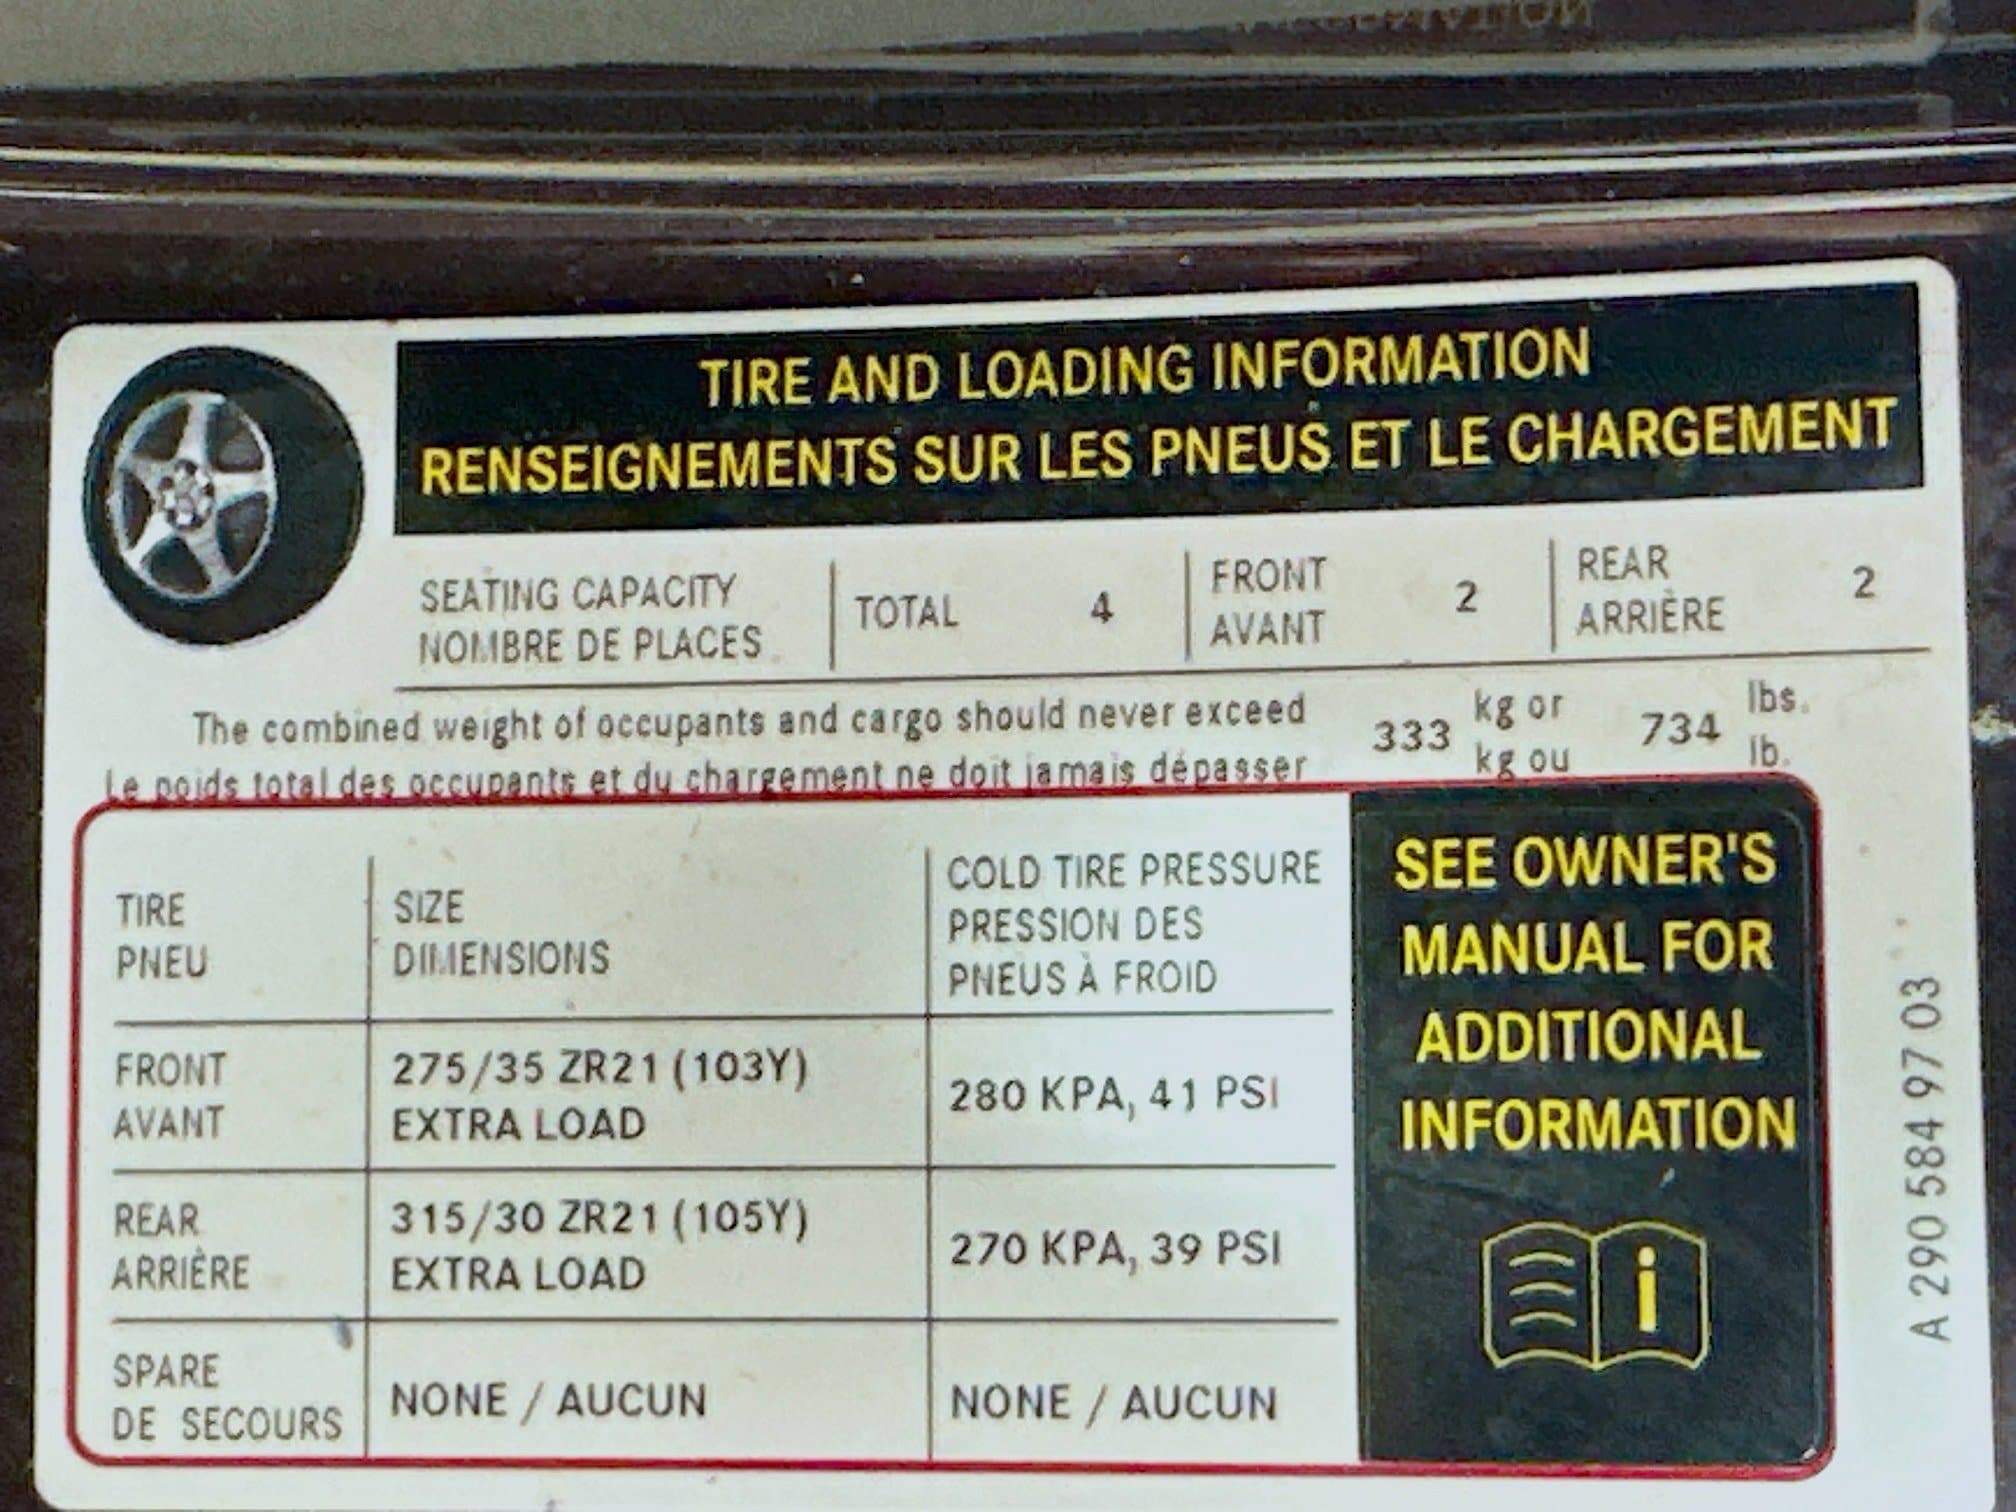 TIRE AND LOADING INFORMATION
RENSEIGNEMENTS SUR LES PNEUS ET LE CHARGEMENT
SEATING CAPACITY
NOMBRE DE PLACES
TOTAL 4
FRONT
AVANT
2
REAR
ARRIÈRE
2
The combined weight of occupants and cargo should never exceed 333 kg or 734 lbs.
Le poids total des occupants et du chargement ne doit jamais dépasser kg ou lb.
TIRE
PNEU
SIZE
DIMENSIONS
COLD TIRE PRESSURE
PRESSION DES
PNEUS À FROID
FRONT
AVANT
275/35 ZR21 (103Y)
EXTRA LOAD
280 KPA, 41 PSI
REAR
ARRIÈRE
315/30 ZR21 (105Y)
EXTRA LOAD
270 KPA, 39 PSI
SPARE
DE SECOURS
NONE / AUCUN
NONE / AUCUN
SEE OWNER'S
MANUAL FOR
ADDITIONAL
INFORMATION
i
A 290 584 97 03